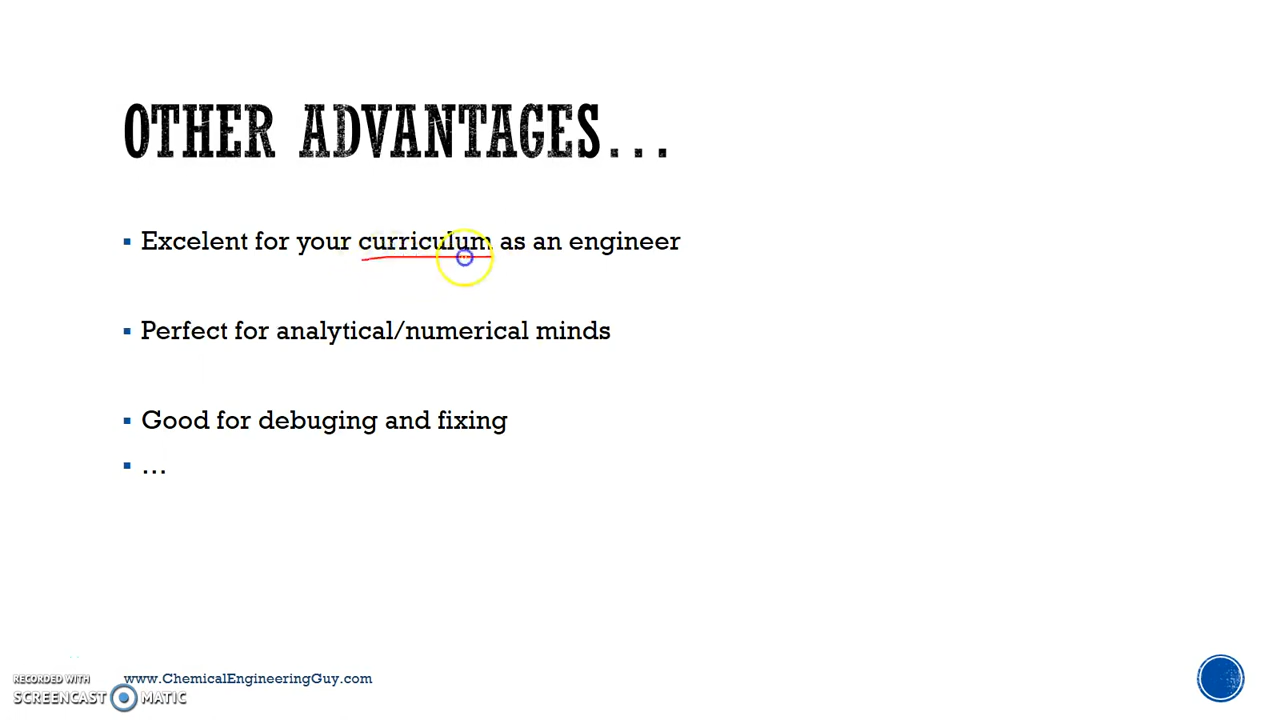 OTHER ADVANTAGES...
Excelent for your curriculum as an engineer
Perfect for analytical/numerical minds
Good for debuging and fixing
...
RECORDED WITH
SCREENCAST MATIC
www.ChemicalEngineeringGuy.com